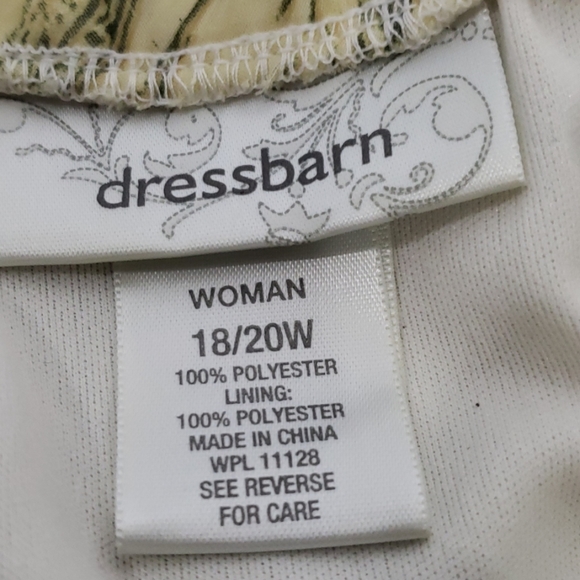 dressbarn
WOMAN
18/20W
100% POLYESTER
LINING:
100% POLYESTER
MADE IN CHINA
WPL 11128
SEE REVERSE
FOR CARE